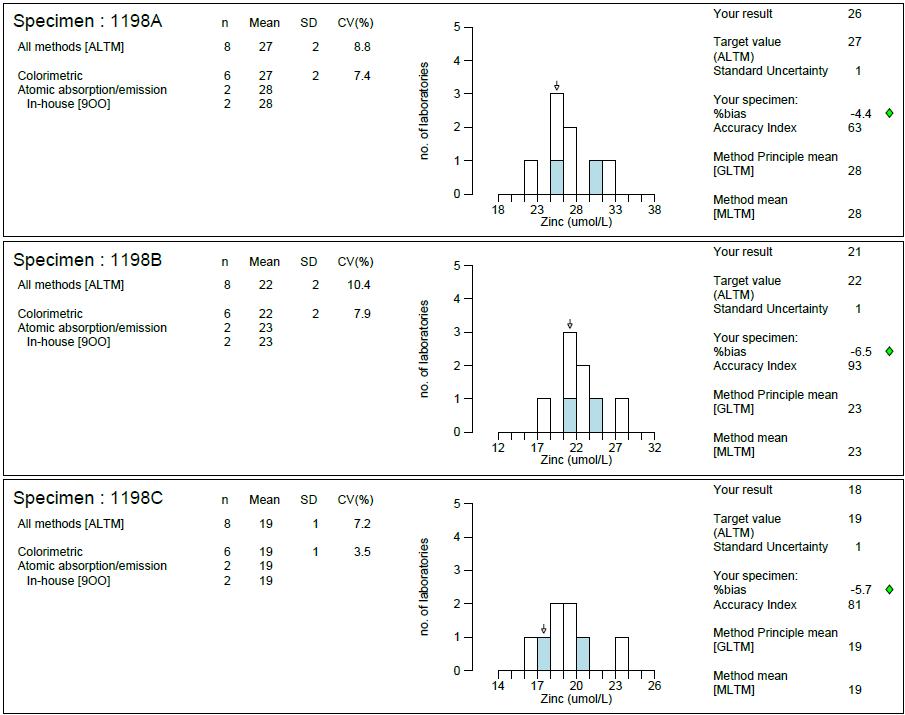 Specimen : 1198A n Mean SD CV(%)
All methods [ALTM] 8 27 2 8.8
Colorimetric 6 27 2 7.4
Atomic absorption/emission 2 28
In-house [9OO] 2 28
no. of laboratories
5
4
3
2
1
0
18 23 28 33 38
Zinc (umol/L)
Your result 26
Target value 27
(ALTM)
Standard Uncertainty 1
Your specimen:
%bias -4.4
Accuracy Index 63
Method Principle mean
[GLTM] 28
Method mean
[MLTM] 28
Specimen : 1198B n Mean SD CV(%)
All methods [ALTM] 8 22 2 10.4
Colorimetric 6 22 2 7.9
Atomic absorption/emission 2 23
In-house [9OO] 2 23
no. of laboratories
5
4
3
2
1
0
12 17 22 27 32
Zinc (umol/L)
Your result 21
Target value 22
(ALTM)
Standard Uncertainty 1
Your specimen:
%bias -6.5
Accuracy Index 93
Method Principle mean
[GLTM] 23
Method mean
[MLTM] 23
Specimen : 1198C n Mean SD CV(%)
All methods [ALTM] 8 19 1 7.2
Colorimetric 6 19 1 3.5
Atomic absorption/emission 2 19
In-house [9OO] 2 19
no. of laboratories
5
4
3
2
1
0
14 17 20 23 26
Zinc (umol/L)
Your result 18
Target value 19
(ALTM)
Standard Uncertainty 1
Your specimen:
%bias -5.7
Accuracy Index 81
Method Principle mean
[GLTM] 19
Method mean
[MLTM] 19